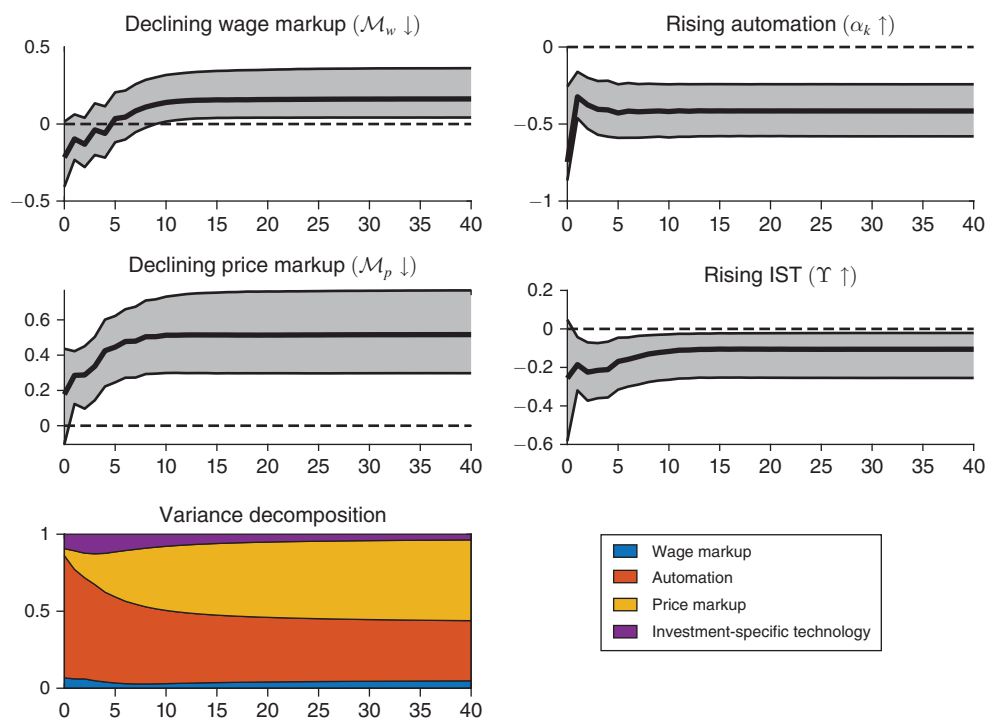 Declining wage markup (ℳ_w ↓)
0.5
0
−0.5
0 5 10 15 20 25 30 35 40
Rising automation (α_k ↑)
0
−0.5
−1
0 5 10 15 20 25 30 35 40
Declining price markup (ℳ_p ↓)
0.6
0.4
0.2
0
0 5 10 15 20 25 30 35 40
Rising IST (ϒ ↑)
0.2
0
−0.2
−0.4
−0.6
0 5 10 15 20 25 30 35 40
Variance decomposition
1
0.5
0
0 5 10 15 20 25 30 35 40
Wage markup
Automation
Price markup
Investment-specific technology